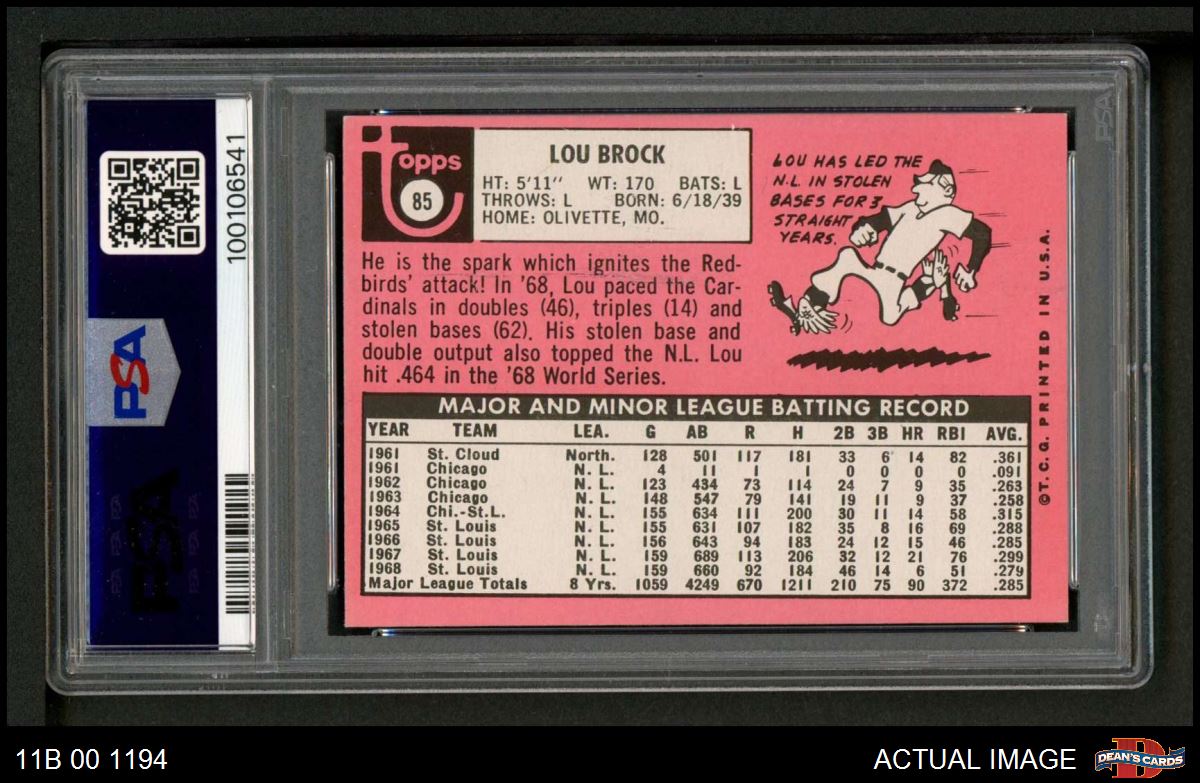 100106541
PSA
PSA
topps
85
LOU BROCK
HT: 5'11" WT: 170 BATS: L
THROWS: L BORN: 6/18/39
HOME: OLIVETTE, MO.
LOU HAS LED THE
N.L. IN STOLEN
BASES FOR 3
STRAIGHT
YEARS.
He is the spark which ignites the Red-
birds' attack! In '68, Lou paced the Car-
dinals in doubles (46), triples (14) and
stolen bases (62). His stolen base and
double output also topped the N.L. Lou
hit .464 in the '68 World Series.
MAJOR AND MINOR LEAGUE BATTING RECORD
YEAR TEAM LEA. G AB R H 2B 3B HR RBI AVG.
1961 St. Cloud North. 128 501 117 181 33 6 14 82 .361
1961 Chicago N. L. 4 11 1 1 0 0 0 0 .091
1962 Chicago N. L. 123 434 73 114 24 7 9 35 .263
1963 Chicago N. L. 148 547 79 141 19 11 9 37 .258
1964 Chi.-St.L. N. L. 155 634 111 200 30 11 14 58 .315
1965 St. Louis N. L. 155 631 107 182 35 8 16 69 .288
1966 St. Louis N. L. 156 643 94 183 24 12 15 46 .285
1967 St. Louis N. L. 159 689 113 206 32 12 21 76 .299
1968 St. Louis N. L. 159 660 92 184 46 14 6 51 .279
Major League Totals 8 Yrs. 1059 4249 670 1211 210 75 90 372 .285
©T.C.G. PRINTED IN U.S.A.
PSA
11B 00 1194
ACTUAL IMAGE
DEAN'S CARDS